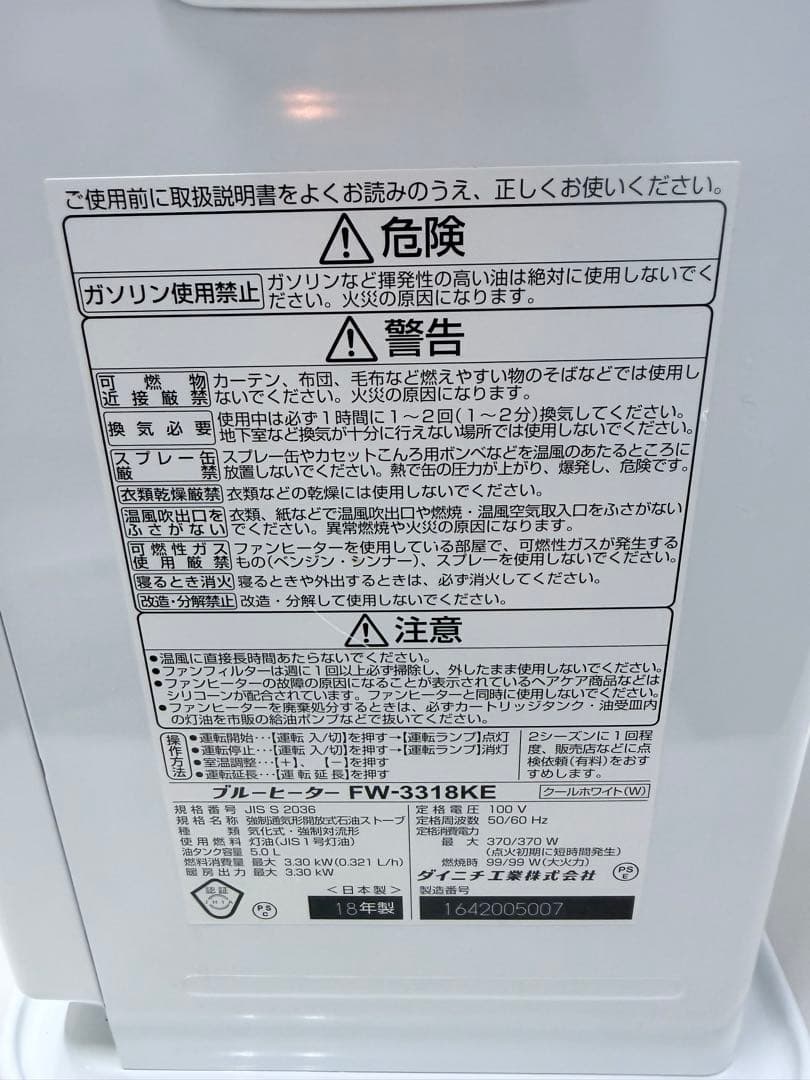 ご使用前に取扱説明書をよくお読みのうえ、正しくお使いください。
危険
ガソリン使用禁止 ガソリンなど揮発性の高い油は絶対に使用しないでく
ださい。火災の原因になります。
警告
可燃物 カーテン、布団、毛布など燃えやすい物のそばなどでは使用し
近接厳禁 ないでください。火災の原因になります。
換気必要 使用中は必ず1時間に1～2回(1～2分)換気してください。
地下室など換気が十分に行えない場所では使用しないでください。
スプレー缶 スプレー缶やカセットこんろ用ボンベなどを温風のあたるところに
厳禁 放置しないでください。熱で缶の圧力が上がり、爆発し、危険です。
衣類乾燥厳禁 衣類などの乾燥には使用しないでください。
温風吹出口を 衣類、紙などで温風吹出口や燃焼・温風空気取入口をふさがない
ふさがない でください。異常燃焼や火災の原因になります。
可燃性ガス ファンヒーターを使用している部屋で、可燃性ガスが発生する
使用厳禁 もの(ベンジン・シンナー)、スプレーを使用しないでください。
寝るとき消火 寝るときや外出するときは、必ず消火してください。
改造・分解禁止 改造・分解して使用しないでください。
注意
●温風に直接長時間あたらないでください。
●ファンフィルターは週に1回以上必ず掃除し、外したまま使用しないでください。
●ファンヒーターの故障の原因になることが表示されているヘアケア商品などは
シリコーンが配合されています。ファンヒーターと同時に使用しないでください。
●ファンヒーターを廃棄処分するときは、必ずカートリッジタンク・油受皿内
の灯油を市販の給油ポンプなどで抜いてください。
操作方法
●運転開始…【運転 入/切】を押す→【運転ランプ】点灯
●運転停止…【運転 入/切】を押す→【運転ランプ】消灯
●室温調整…【+】、【−】を押す
●運転延長…【運転延長】を押す
2シーズンに1回程
度、販売店などに点
検依頼(有料)をおす
すめします。
ブルーヒーター FW-3318KE クールホワイト(W)
規格番号 JIS S 2036
規格名称 強制通気形開放式石油ストーブ
種類 気化式・強制対流形
使用燃料 灯油(JIS1号灯油)
油タンク容量 5.0 L
燃料消費量 最大 3.30 kW(0.321 L/h)
暖房出力 最大 3.30 kW
定格電圧 100 V
定格周波数 50/60 Hz
定格消費電力
最大 370/370 W
(点火初期に短時間発生)
燃焼時 99/99 W(大火力)
ダイニチ工業株式会社 PSE
認証
JHIA
PSC
＜日本製＞
18年製
製造番号
1642005007